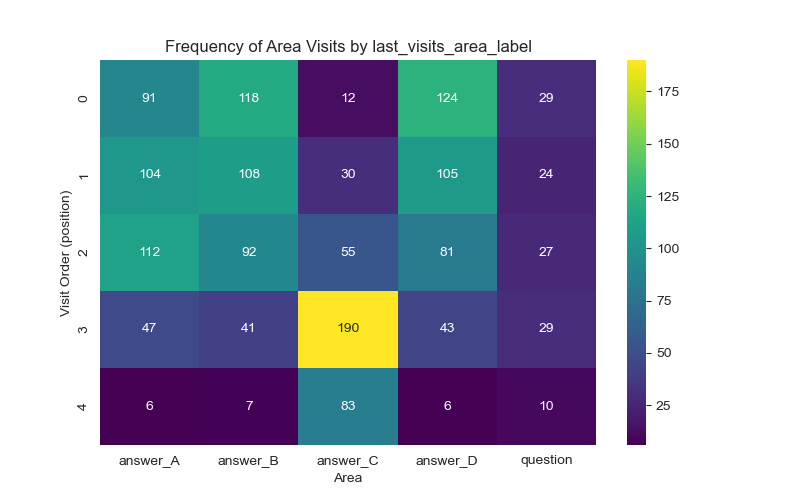 Frequency of Area Visits by last_visits_area_label
Visit Order (position)
0 91 118 12 124 29
1 104 108 30 105 24
2 112 92 55 81 27
3 47 41 190 43 29
4 6 7 83 6 10
answer_A answer_B answer_C answer_D question
Area
175
150
125
100
75
50
25